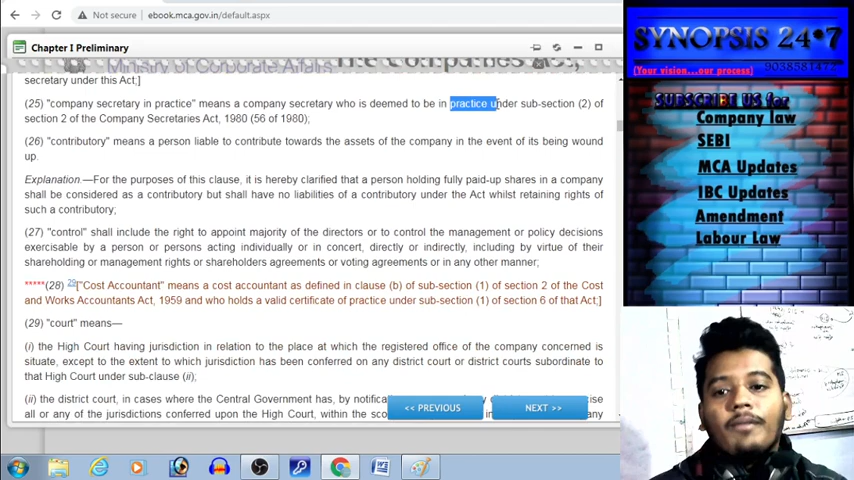 Not secure
ebook.mca.gov.in/default.aspx
Chapter I Preliminary
Ministry of Corporate Affairs
The Companies Act,
secretary under this Act;]
(25) "company secretary in practice" means a company secretary who is deemed to be in practice under sub-section (2) of
section 2 of the Company Secretaries Act, 1980 (56 of 1980);
(26) "contributory" means a person liable to contribute towards the assets of the company in the event of its being wound
up.
Explanation.—For the purposes of this clause, it is hereby clarified that a person holding fully paid-up shares in a company
shall be considered as a contributory but shall have no liabilities of a contributory under the Act whilst retaining rights of
such a contributory;
(27) "control" shall include the right to appoint majority of the directors or to control the management or policy decisions
exercisable by a person or persons acting individually or in concert, directly or indirectly, including by virtue of their
shareholding or management rights or shareholders agreements or voting agreements or in any other manner;
*****(28) 29["Cost Accountant" means a cost accountant as defined in clause (b) of sub-section (1) of section 2 of the Cost
and Works Accountants Act, 1959 and who holds a valid certificate of practice under sub-section (1) of section 6 of that Act;]
(29) "court" means—
(i) the High Court having jurisdiction in relation to the place at which the registered office of the company concerned is
situate, except to the extent to which jurisdiction has been conferred on any district court or district courts subordinate to
that High Court under sub-clause (ii);
(ii) the district court, in cases where the Central Government has, by notific
all or any of the jurisdictions conferred upon the High Court, within the sco
<< PREVIOUS
NEXT >>
SYNOPSIS 24*7
9038581472
(Your vision...our process)
SUBSCRIBE US for
Company law
SEBI
MCA Updates
IBC Updates
Amendment
Labour Law